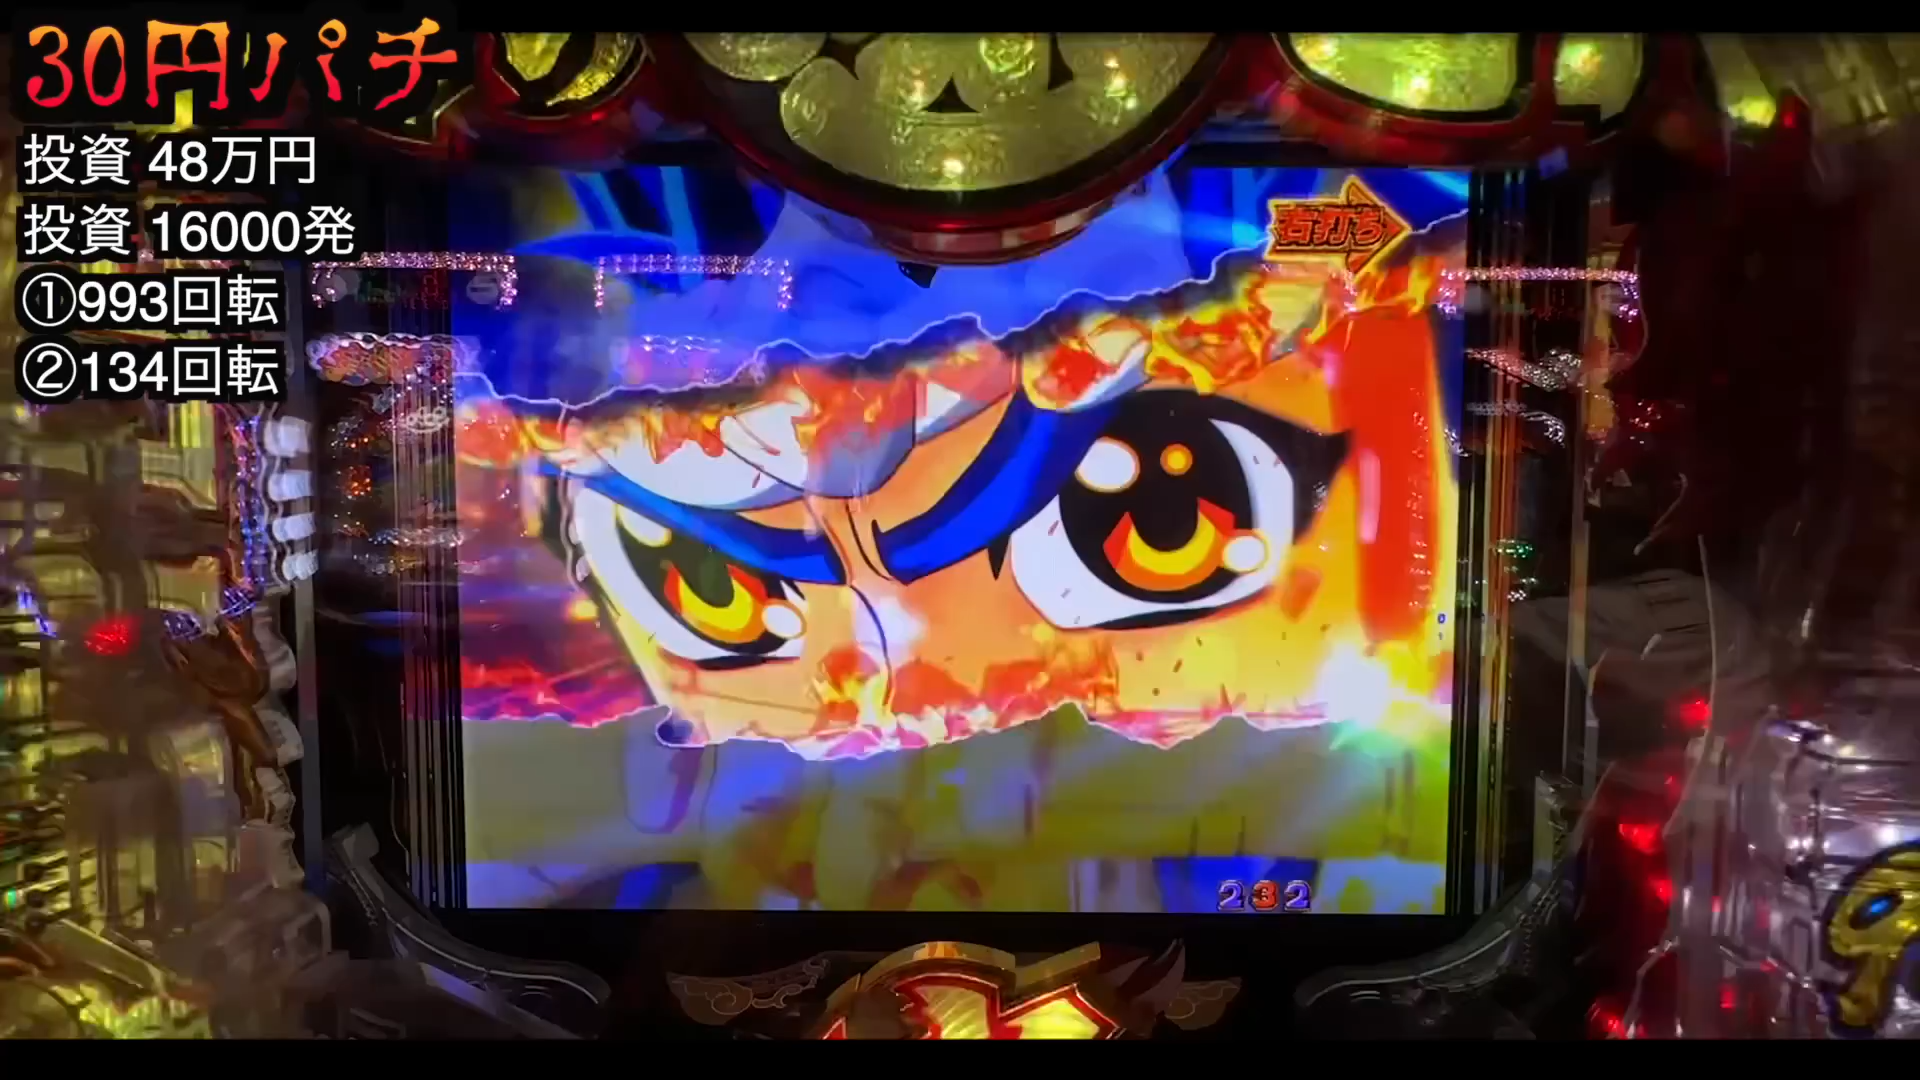 30円パチ
投資 48万円
投資 16000発
①993回転
②134回転
右打ち
232